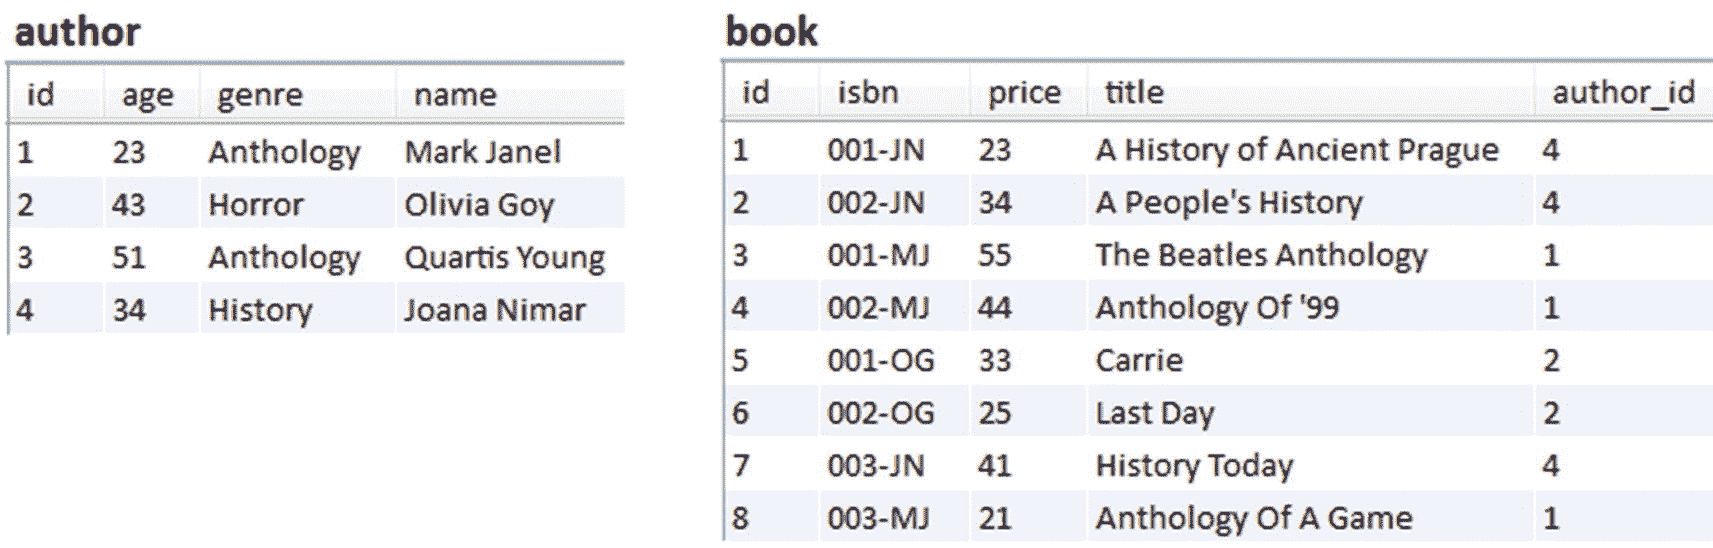 author
id age genre name
1 23 Anthology Mark Janel
2 43 Horror Olivia Goy
3 51 Anthology Quartis Young
4 34 History Joana Nimar
book
id isbn price title author_id
1 001-JN 23 A History of Ancient Prague 4
2 002-JN 34 A People's History 4
3 001-MJ 55 The Beatles Anthology 1
4 002-MJ 44 Anthology Of '99 1
5 001-OG 33 Carrie 2
6 002-OG 25 Last Day 2
7 003-JN 41 History Today 4
8 003-MJ 21 Anthology Of A Game 1